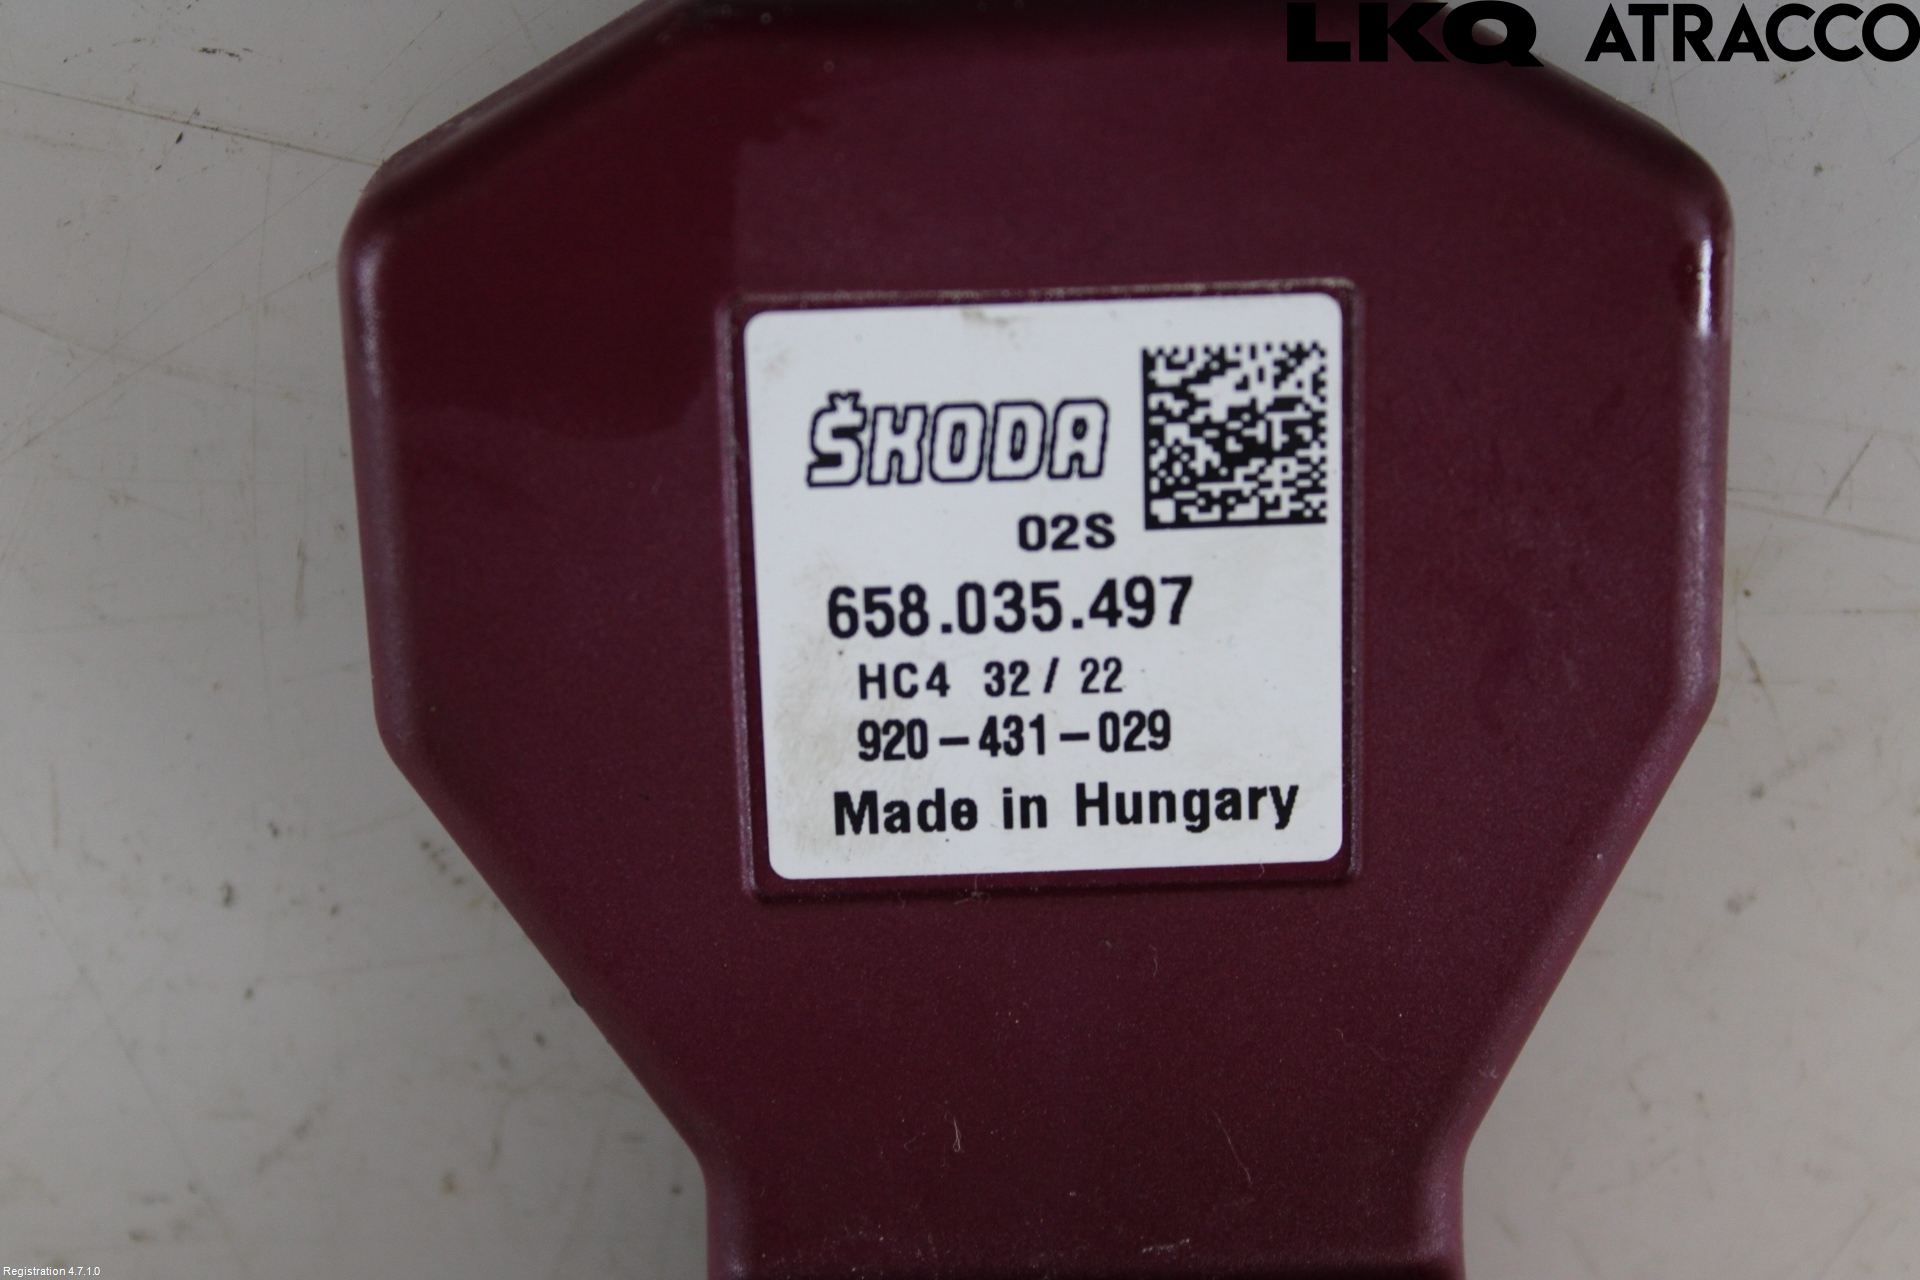 LKQ ATRACCO
ŠKODA
02S
658.035.497
HC4 32 / 22
920-431-029
Made in Hungary
Registration 4.7.1.0